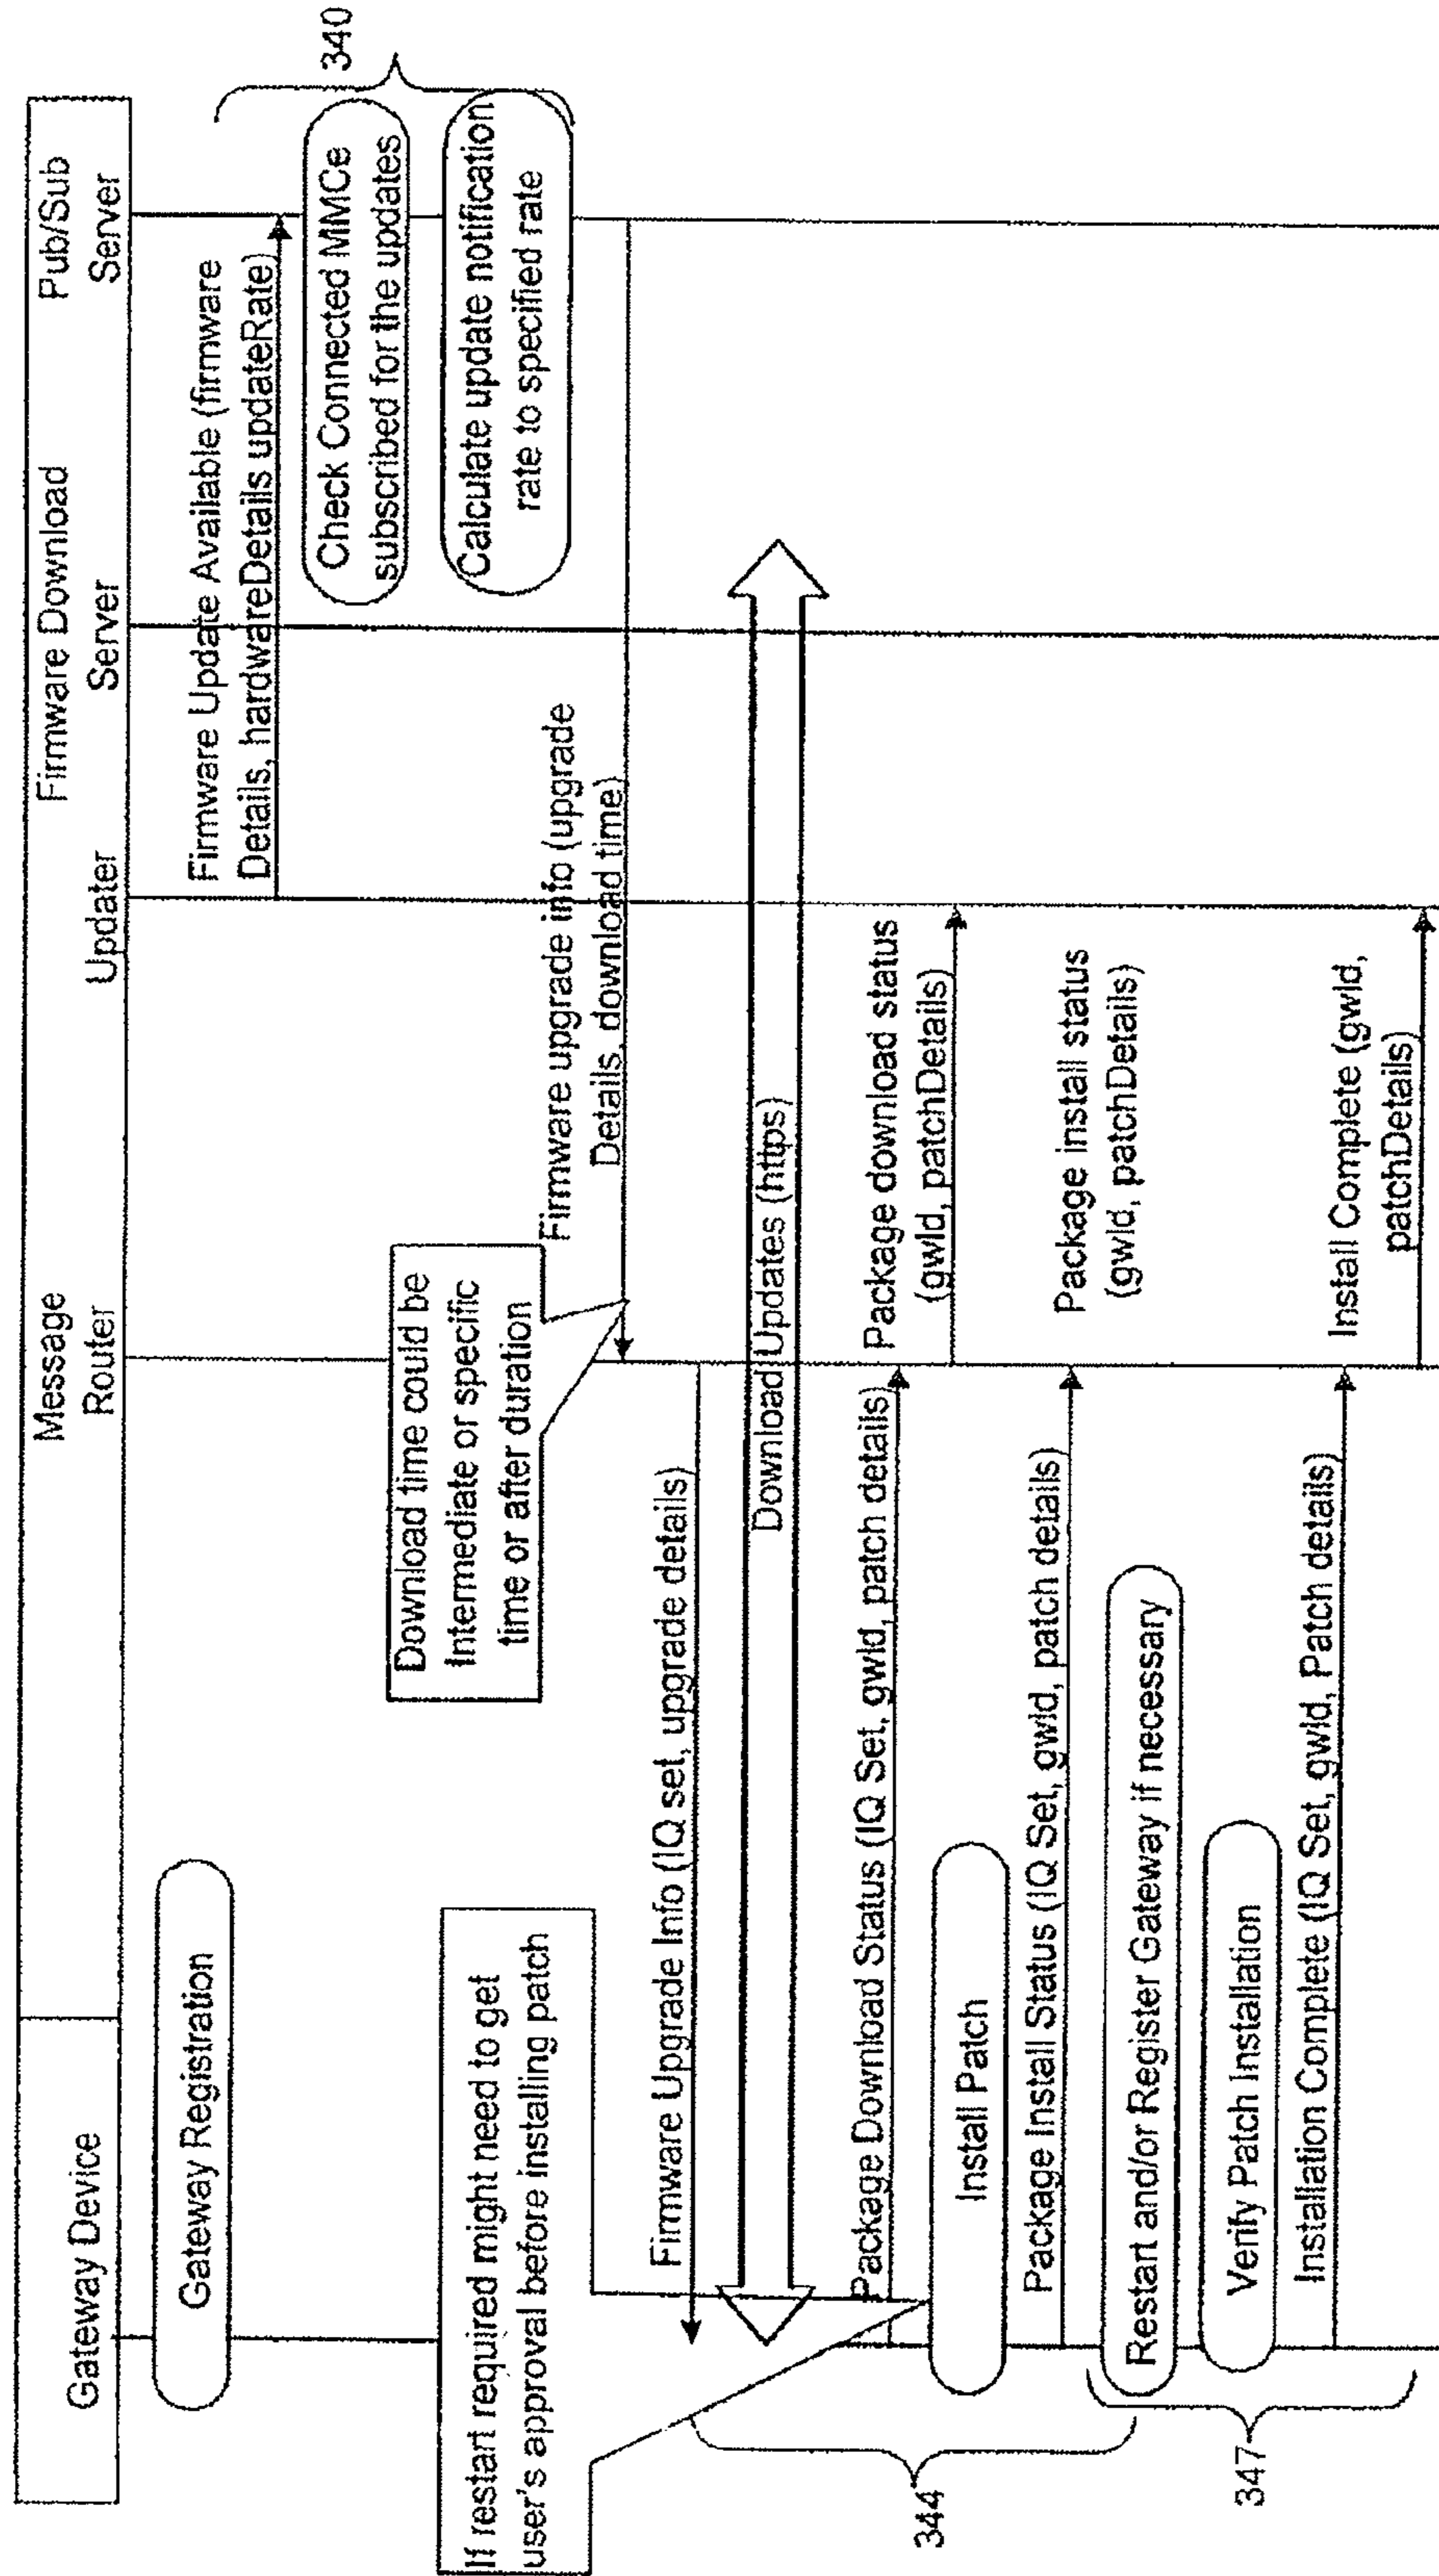 Gateway Device
Message
Router
Updater
Firmware Download
Server
Pub/Sub
Server
Gateway Registration
Firmware Update Available (firmware
Details, hardwareDetails updateRate)
340
Check Connected MMCe
subscribed for the updates
Calculate update notification
rate to specified rate
Download time could be
Intermediate or specific
time or after duration
If restart required might need to get
user's approval before installing patch
Firmware upgrade info (upgrade
Details, download time)
Firmware Upgrade Info (IQ set, upgrade details)
Download Updates (https)
Package Download Status (IQ Set, gwId, patch details)
Package download status
(gwId, patchDetails)
Install Patch
344
Package Install Status (IQ Set, gwId, patch details)
Package install status
(gwId, patchDetails)
Restart and/or Register Gateway if necessary
Verify Patch Installation
347
Installation Complete (IQ Set, gwId, Patch details)
Install Complete (gwId,
patchDetails)